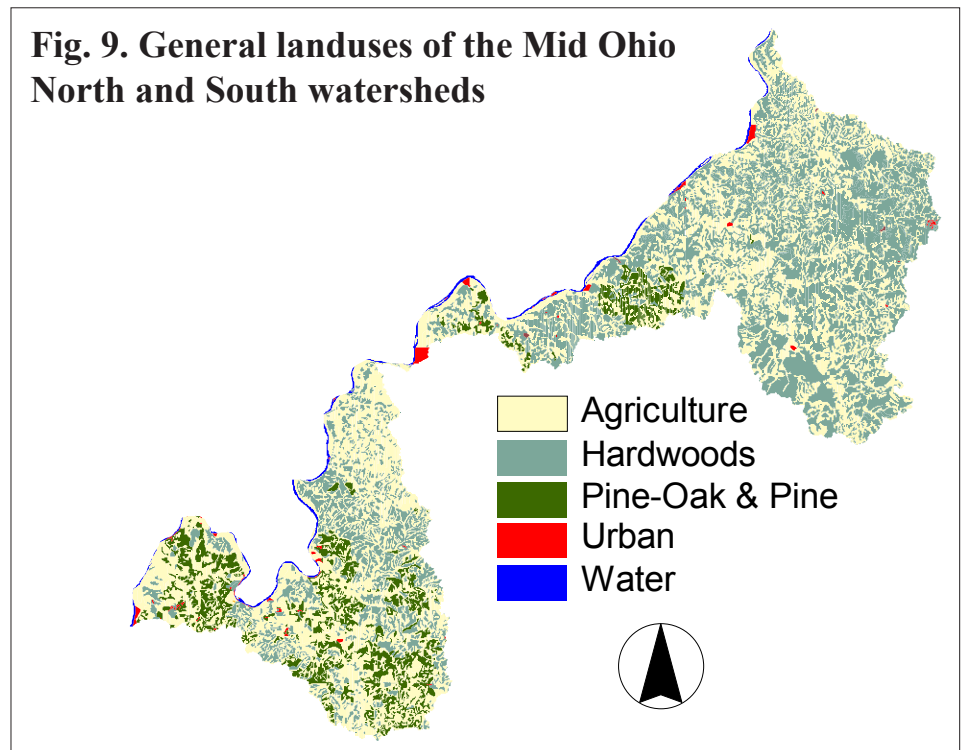 Fig. 9. General landuses of the Mid Ohio
North and South watersheds
Agriculture
Hardwoods
Pine-Oak & Pine
Urban
Water